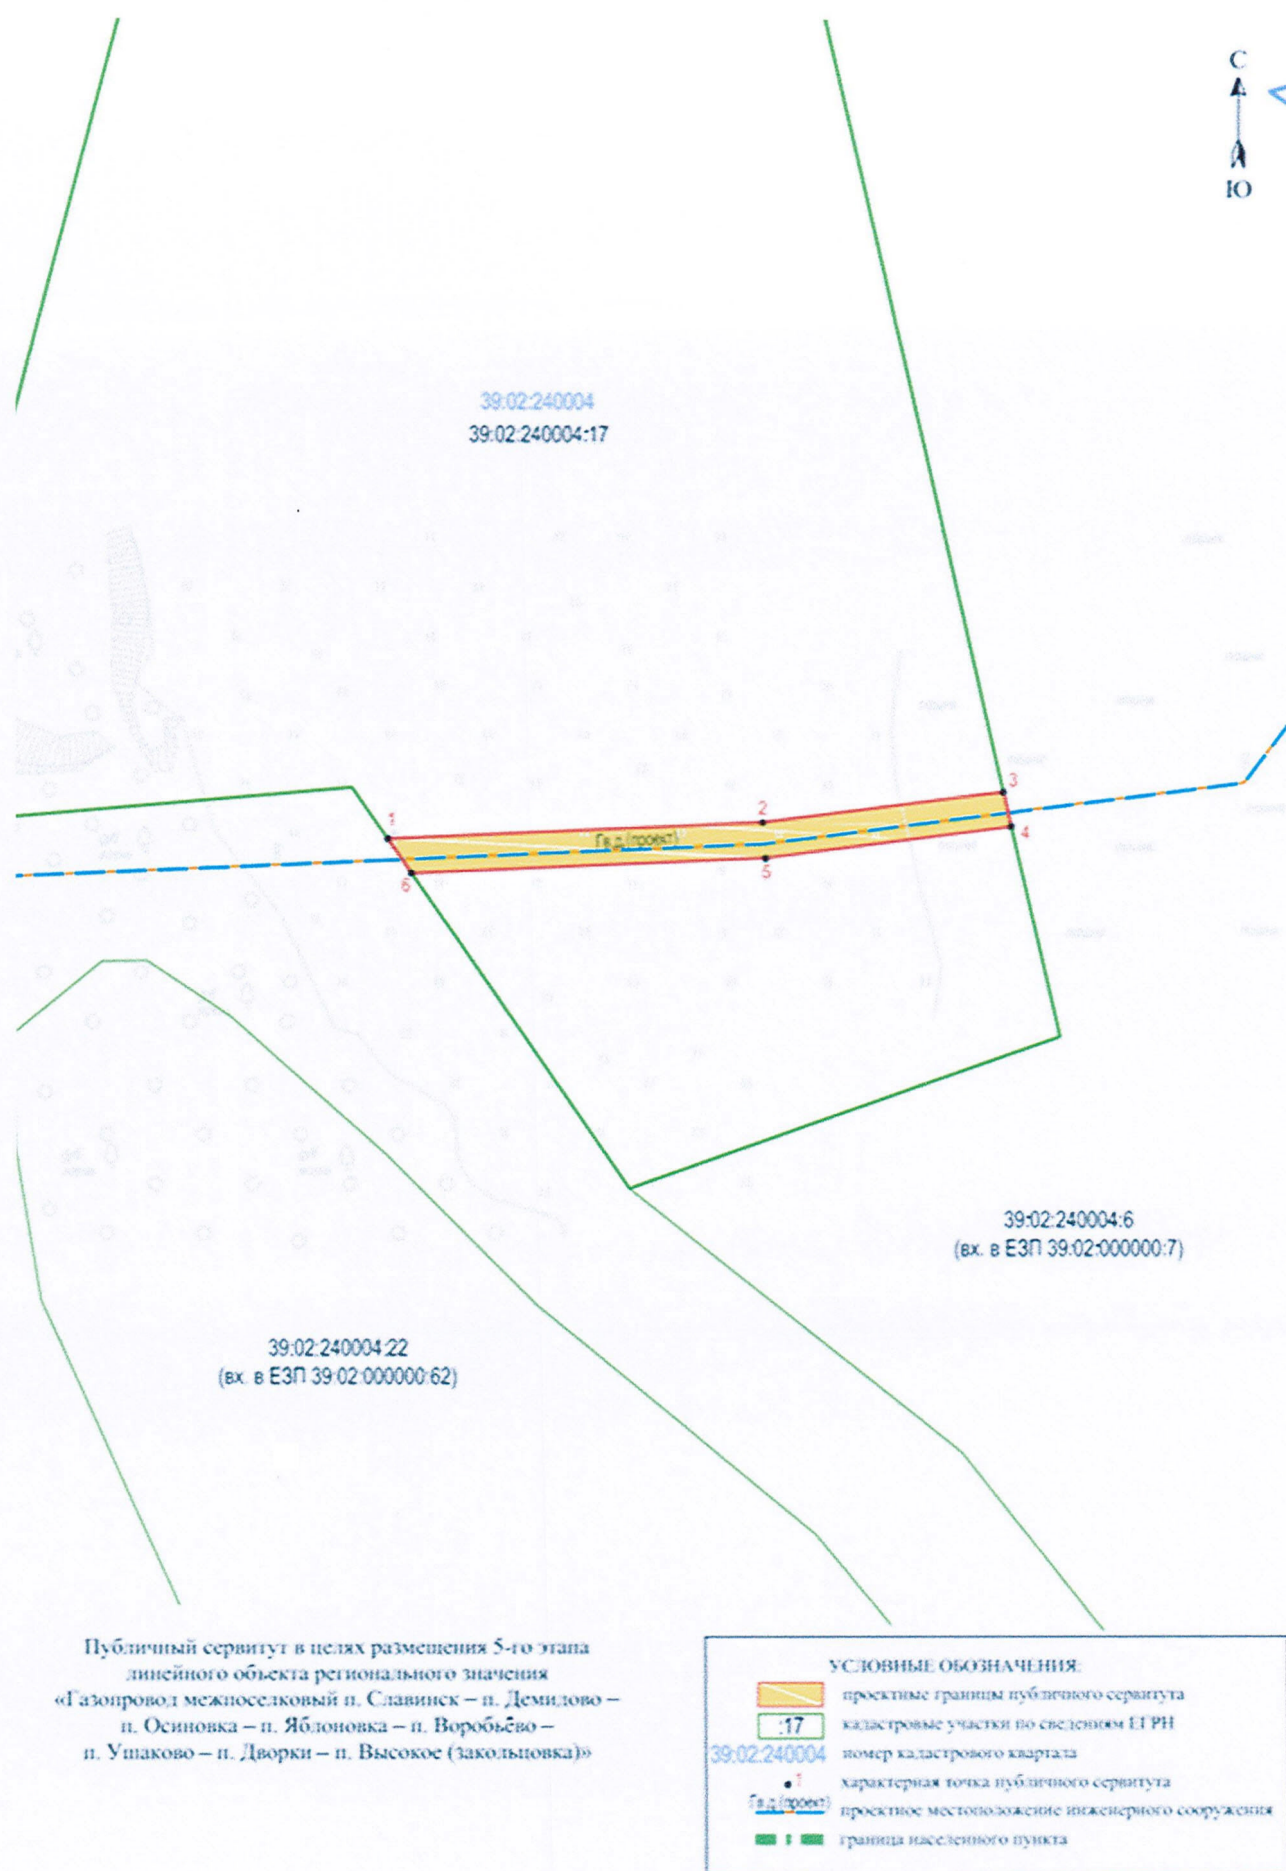 С
Ю
39:02:240004
39:02:240004:17
1
2
3
4
5
6
Гв.д.(проект)
39:02:240004:6
(вх. в ЕЗП 39:02:000000:7)
39:02:240004:22
(вх. в ЕЗП 39:02:000000:62)
Публичный сервитут в целях размещения 5-го этапа
линейного объекта регионального значения
«Газопровод межпоселковый п. Славинск – п. Демидово –
п. Осиновка – п. Яблоновка – п. Воробьёво –
п. Ушаково – п. Дворки – п. Высокое (закольцовка)»
УСЛОВНЫЕ ОБОЗНАЧЕНИЯ:
проектные границы публичного сервитута
:17 кадастровые участки по сведениям ЕГРН
39:02:240004 номер кадастрового квартала
1 характерная точка публичного сервитута
Гв.д.(проект) проектное местоположение инженерного сооружения
граница населенного пункта